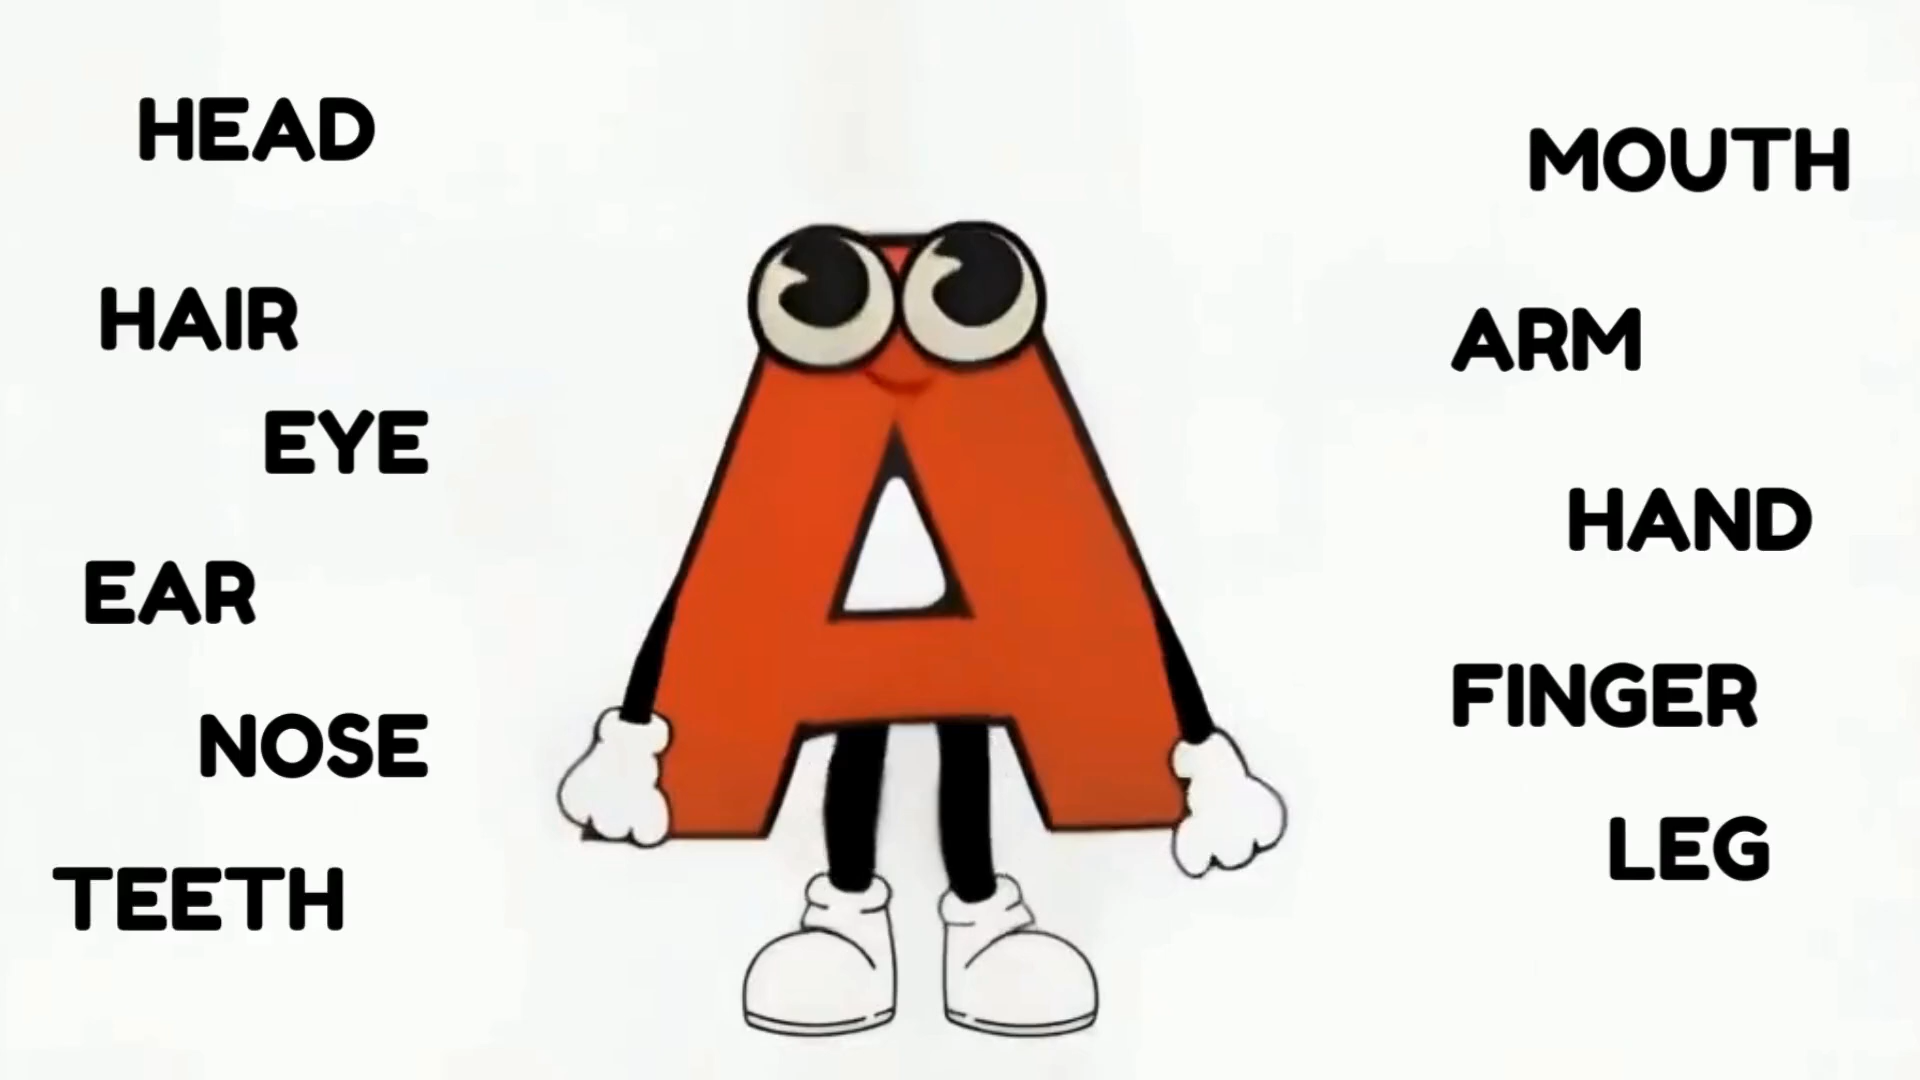 HEAD
HAIR
EYE
EAR
NOSE
TEETH
A
MOUTH
ARM
HAND
FINGER
LEG